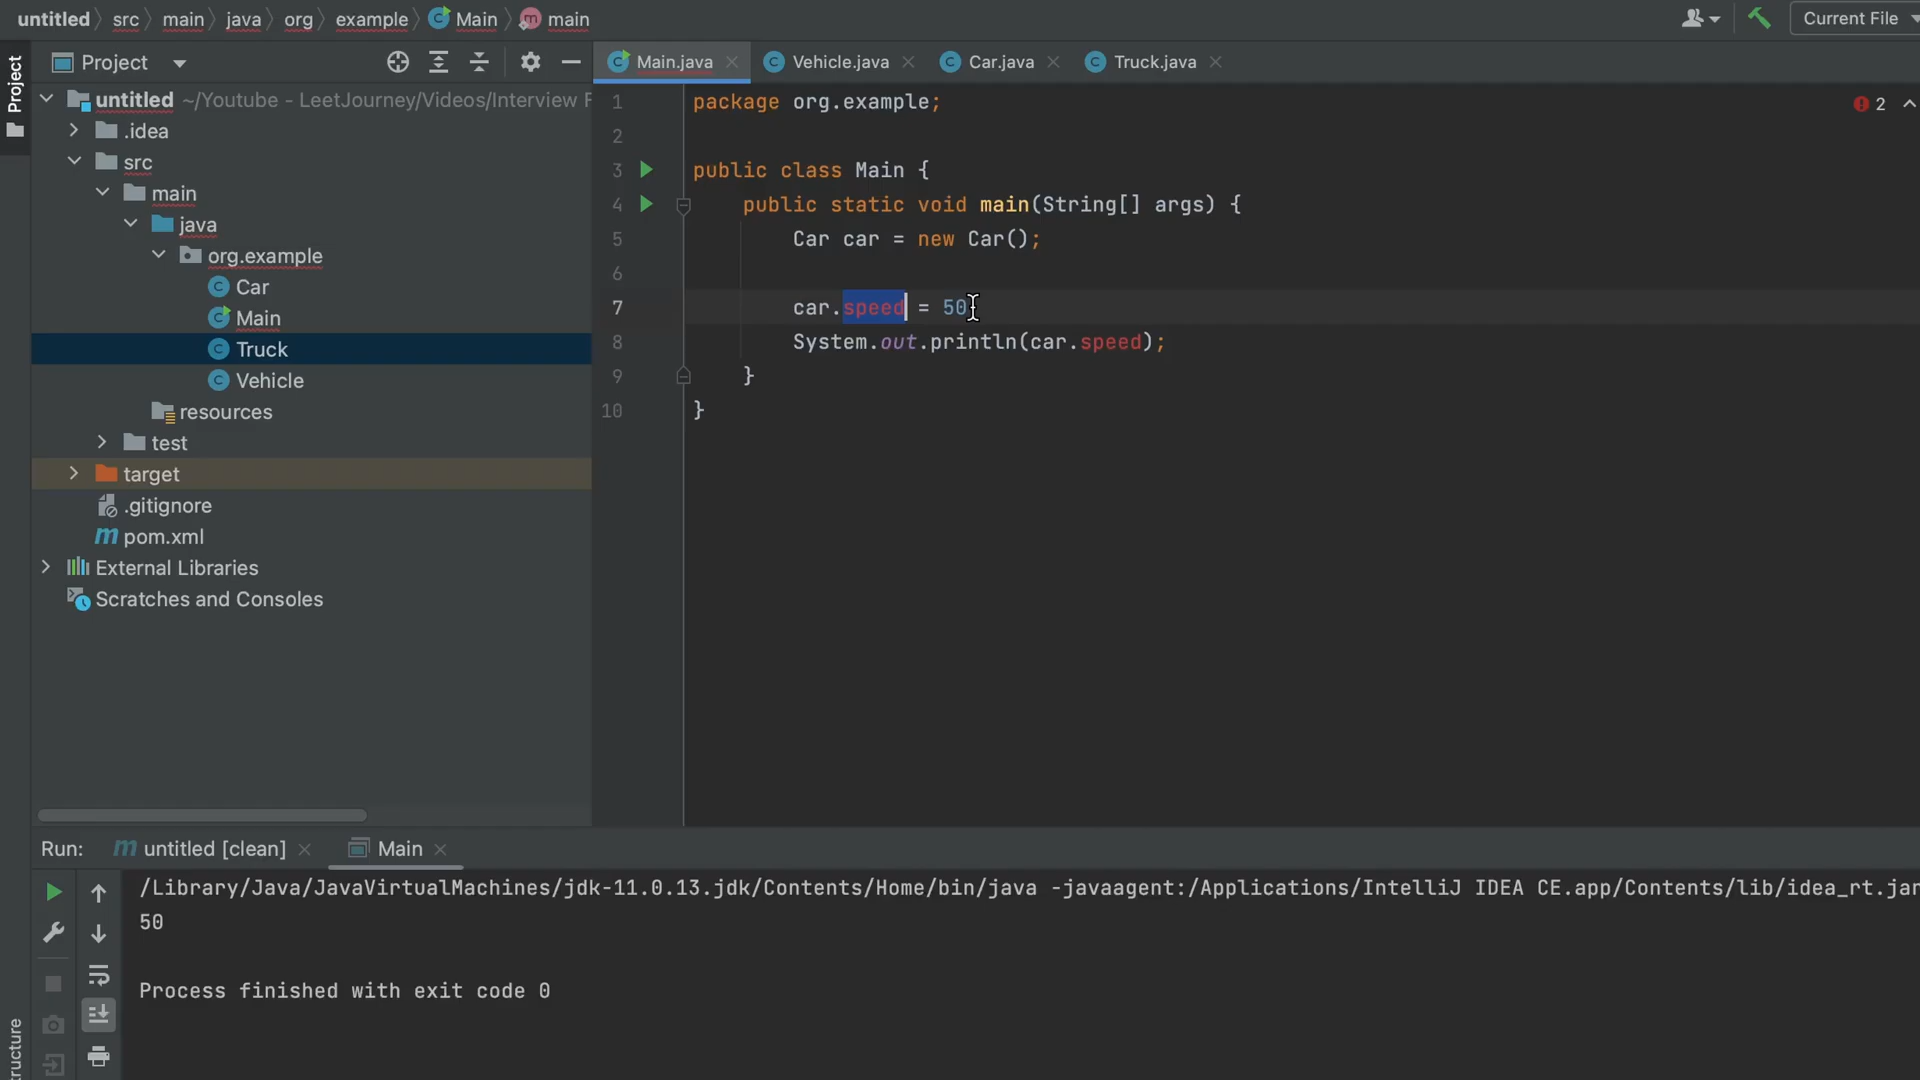 untitled src main java org example Main main
Current File
Project
Project
Main.java Vehicle.java Car.java Truck.java
untitled ~/Youtube - LeetJourney/Videos/Interview F
.idea
src
main
java
org.example
Car
Main
Truck
Vehicle
resources
test
target
.gitignore
pom.xml
External Libraries
Scratches and Consoles
2
1 package org.example;
2
3 public class Main {
4 public static void main(String[] args) {
5 Car car = new Car();
6
7 car.speed = 50
8 System.out.println(car.speed);
9 }
10 }
Run: untitled [clean] Main
/Library/Java/JavaVirtualMachines/jdk-11.0.13.jdk/Contents/Home/bin/java -javaagent:/Applications/IntelliJ IDEA CE.app/Contents/lib/idea_rt.jar
50
Process finished with exit code 0